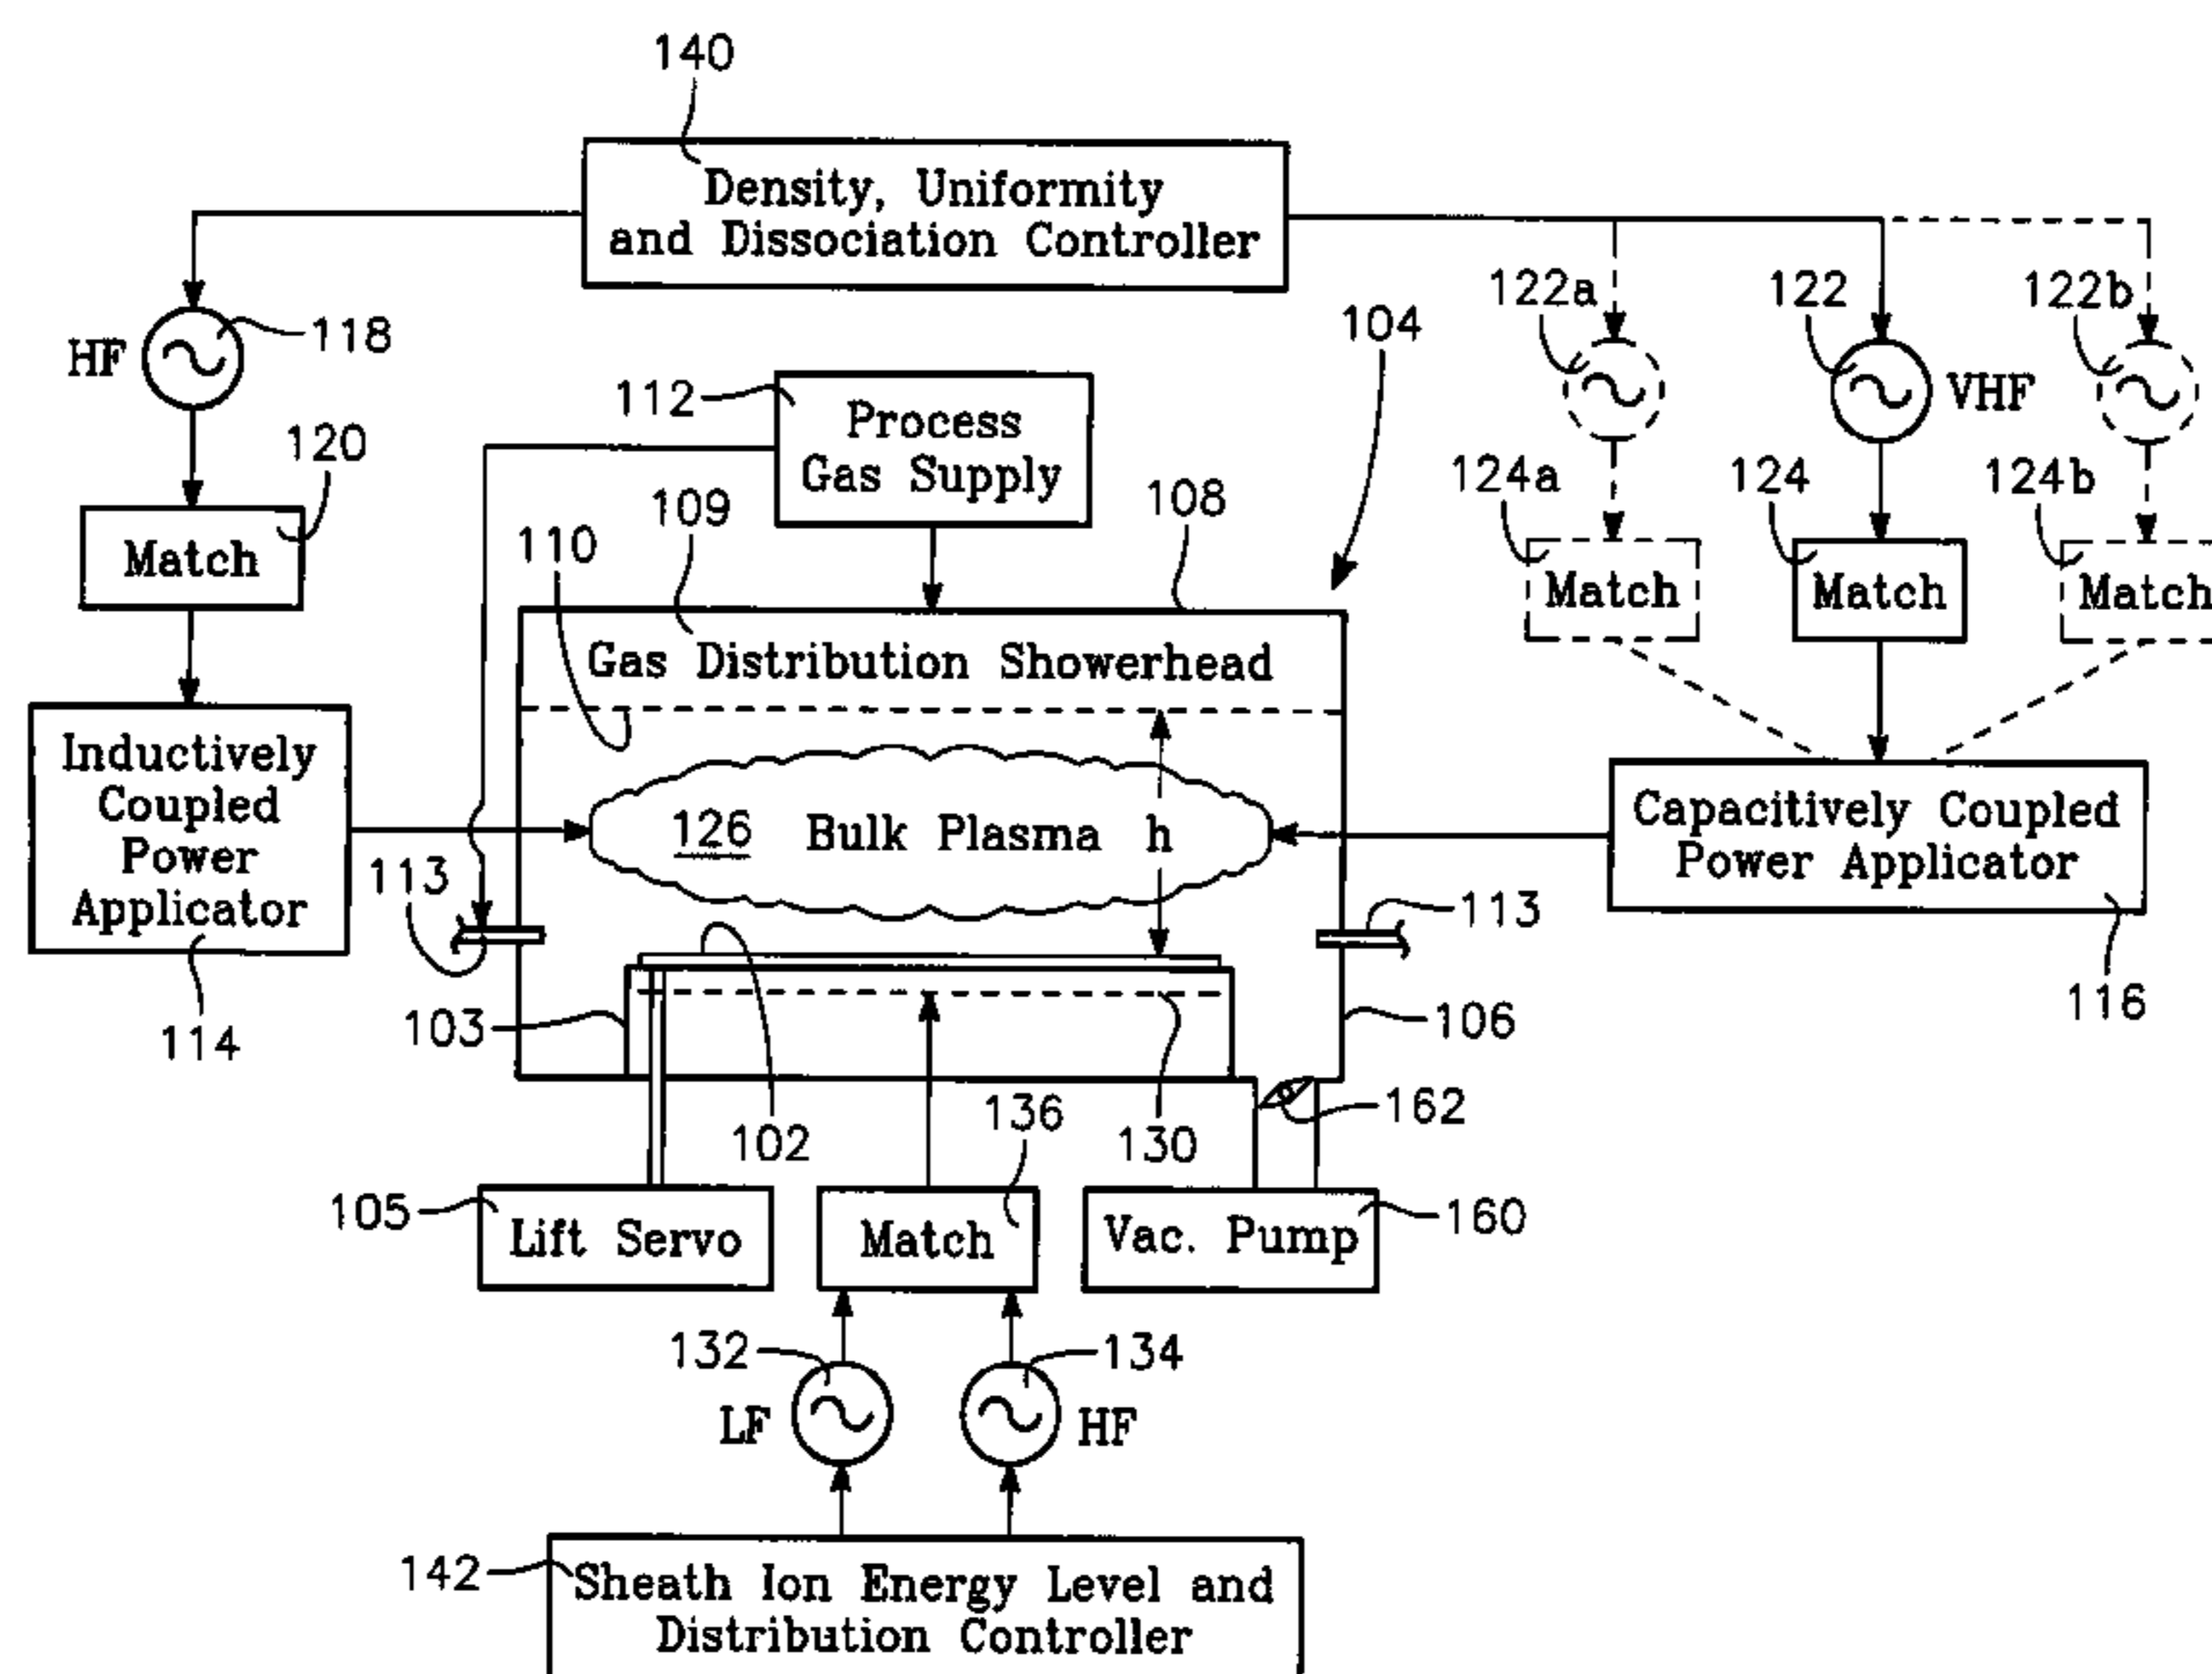 140
Density, Uniformity
and Dissociation Controller
122a
122
122b
104
HF
118
112
Process
Gas Supply
VHF
120
109
108
124a
124
124b
110
Match
Match
Match
Match
Gas Distribution Showerhead
Inductively
Coupled
Power
Applicator
126 Bulk Plasma h
Capacitively Coupled
Power Applicator
113
113
103
106
116
114
102
136
130
162
105
Lift Servo
Match
Vac. Pump
160
132
134
LF
HF
142
Sheath Ion Energy Level and
Distribution Controller